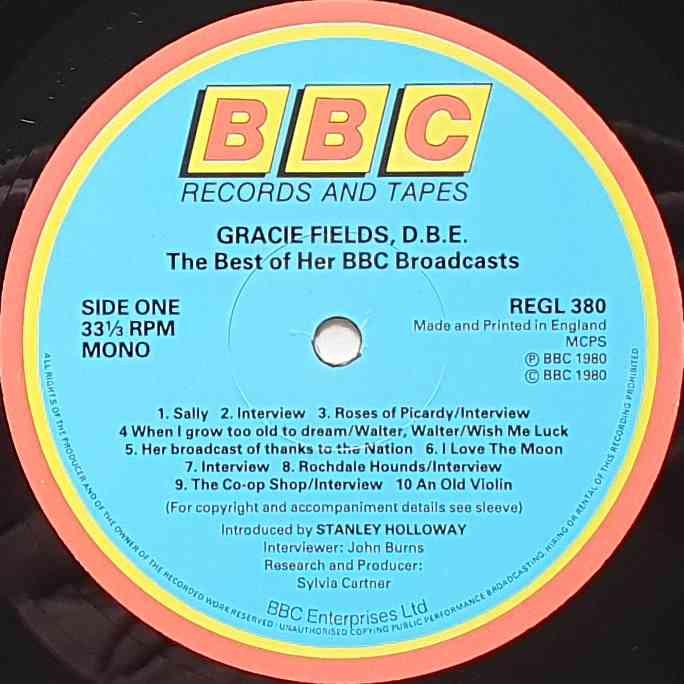 BBC
RECORDS AND TAPES
GRACIE FIELDS, D.B.E.
The Best of Her BBC Broadcasts
SIDE ONE
33⅓ RPM
MONO
REGL 380
Made and Printed in England
MCPS
Ⓟ BBC 1980
© BBC 1980
1. Sally 2. Interview 3. Roses of Picardy/Interview
4 When I grow too old to dream/Walter, Walter/Wish Me Luck
5. Her broadcast of thanks to the Nation 6. I Love The Moon
7. Interview 8. Rochdale Hounds/Interview
9. The Co-op Shop/Interview 10 An Old Violin
(For copyright and accompaniment details see sleeve)
Introduced by STANLEY HOLLOWAY
Interviewer: John Burns
Research and Producer:
Sylvia Cartner
BBC Enterprises Ltd
ALL RIGHTS OF THE PRODUCER AND OF THE OWNER OF THE RECORDED WORK RESERVED · UNAUTHORISED COPYING PUBLIC PERFORMANCE BROADCASTING HIRING OR RENTAL OF THIS RECORDING PROHIBITED